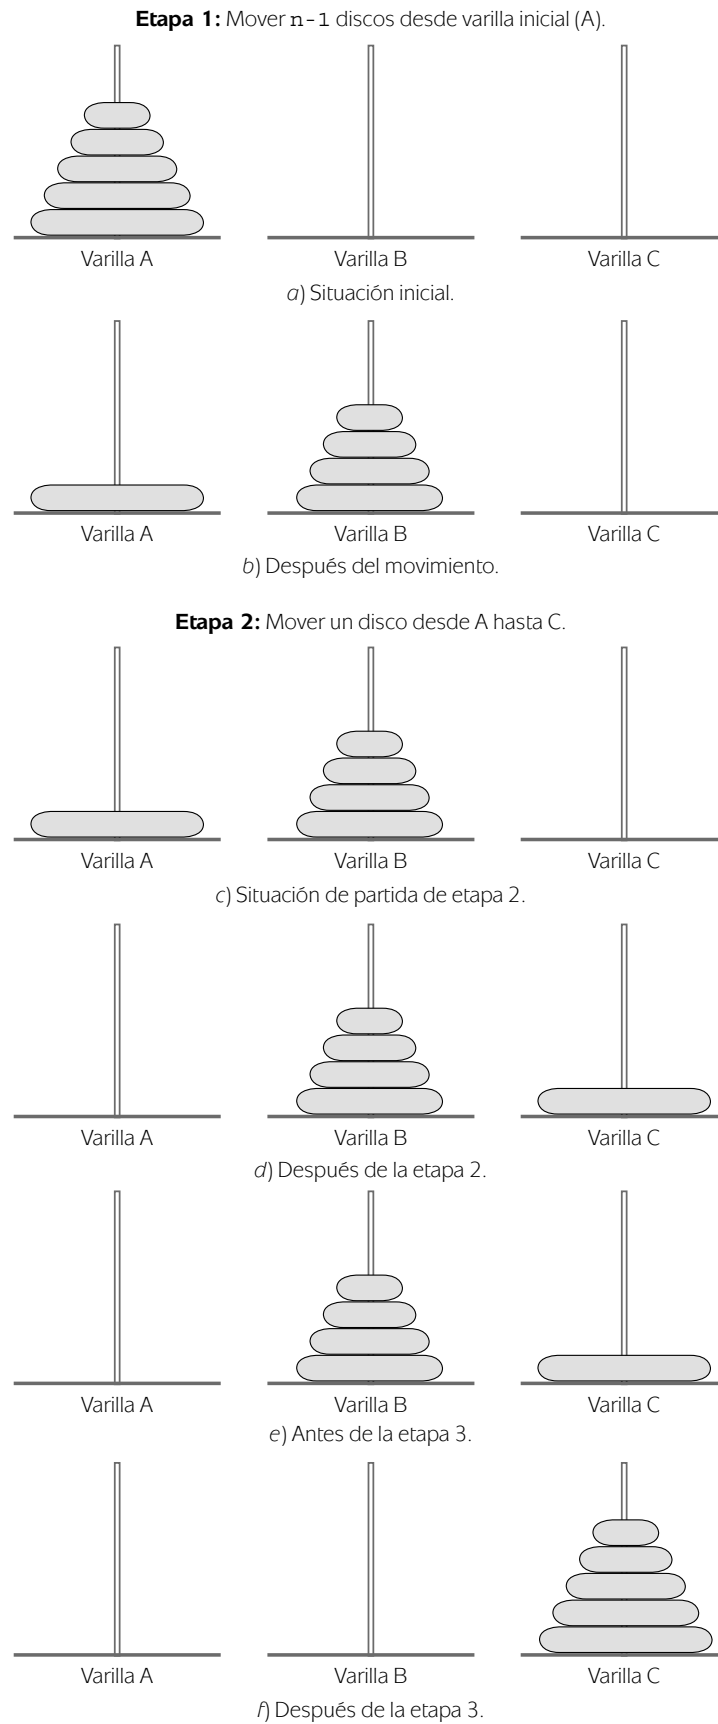 Etapa 1: Mover n-1 discos desde varilla inicial (A).
Varilla A Varilla B Varilla C
a) Situación inicial.
Varilla A Varilla B Varilla C
b) Después del movimiento.
Etapa 2: Mover un disco desde A hasta C.
Varilla A Varilla B Varilla C
c) Situación de partida de etapa 2.
Varilla A Varilla B Varilla C
d) Después de la etapa 2.
Varilla A Varilla B Varilla C
e) Antes de la etapa 3.
Varilla A Varilla B Varilla C
f) Después de la etapa 3.